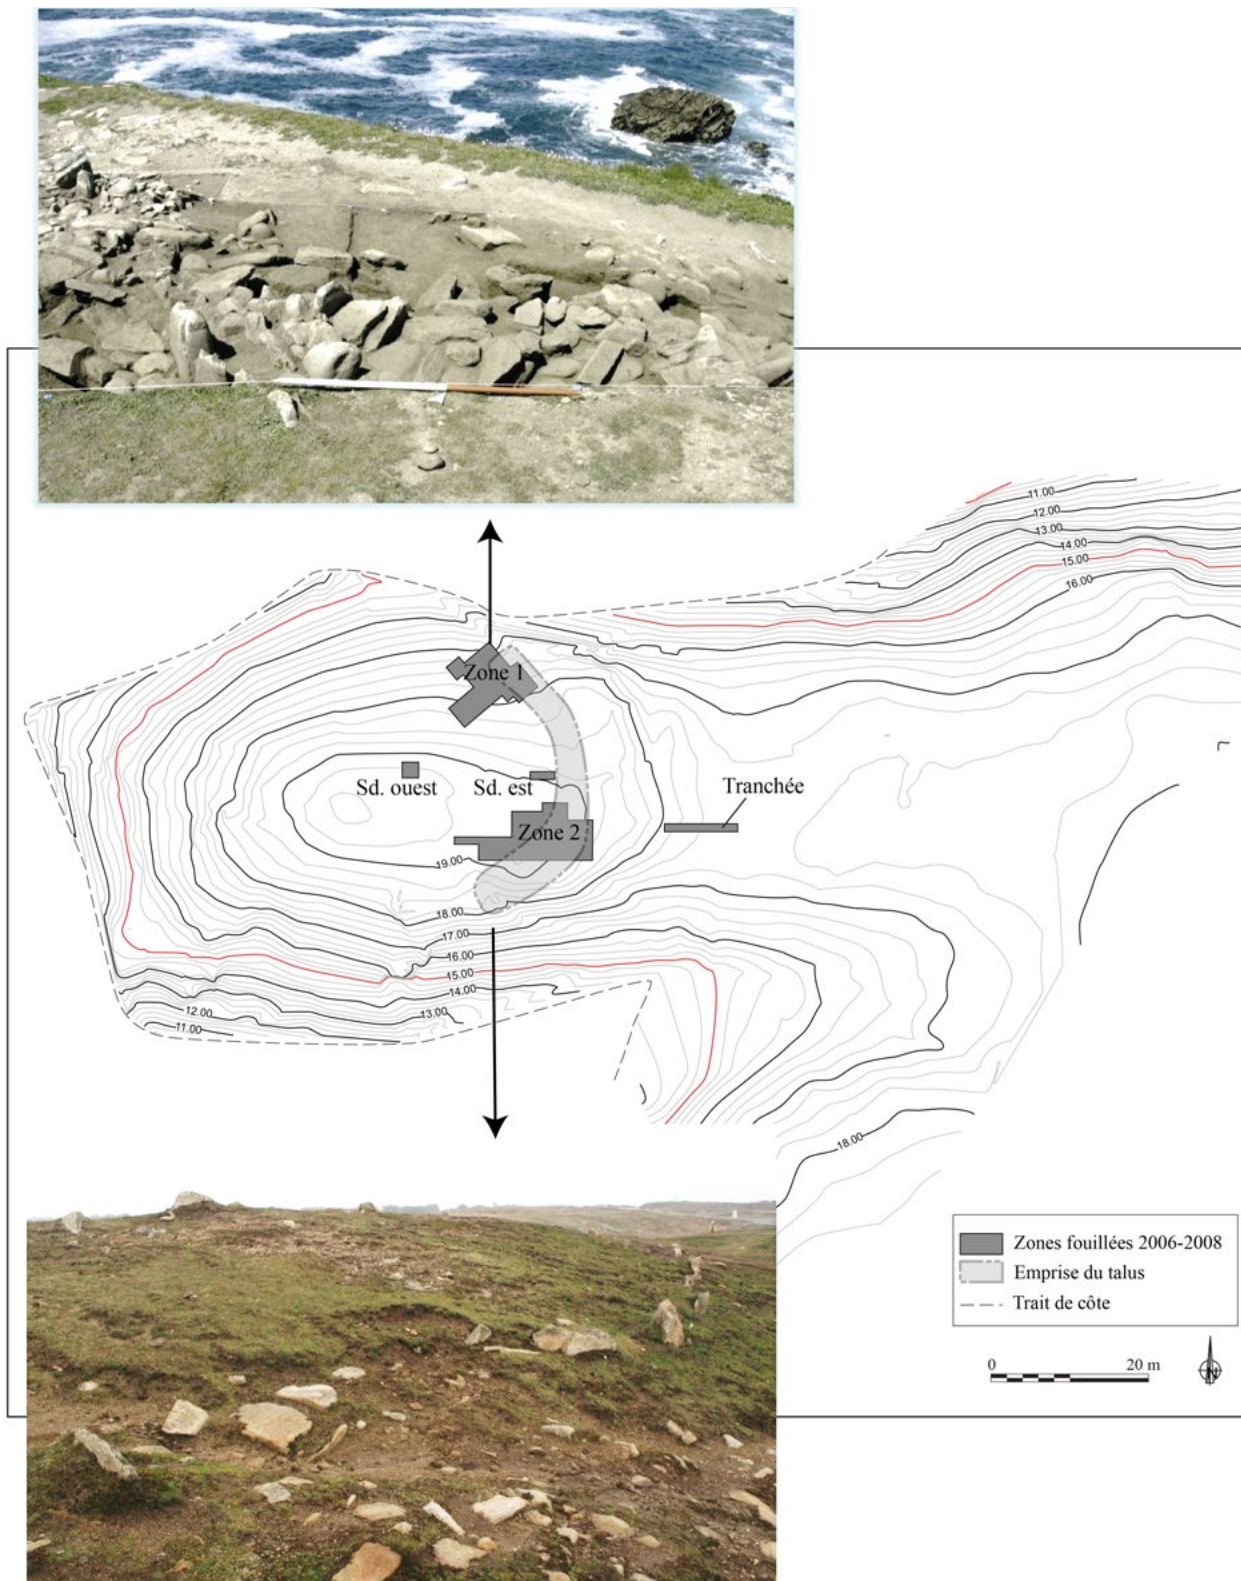 11.00
12.00
13.00
14.00
15.00
16.00
Zone 1
Sd. ouest
Sd. est
Tranchée
Zone 2
19.00
18.00
17.00
16.00
15.00
14.00
13.00
12.00
11.00
18.00
Zones fouillées 2006-2008
Emprise du talus
Trait de côte
0 20 m
N